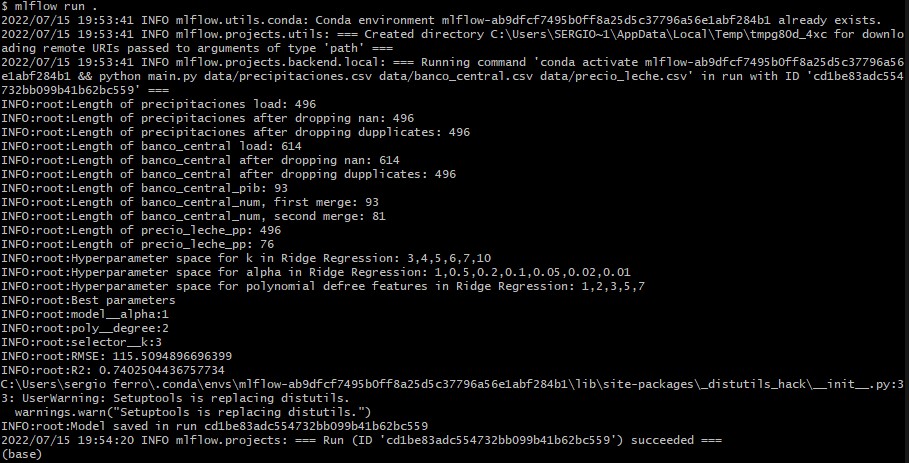 $ mlflow run .
2022/07/15 19:53:41 INFO mlflow.utils.conda: Conda environment mlflow-ab9dfcf7495b0ff8a25d5c37796a56e1abf284b1 already exists.
2022/07/15 19:53:41 INFO mlflow.projects.utils: === Created directory C:\Users\SERGIO~1\AppData\Local\Temp\tmpg80d_4xc for downlo
ading remote URIs passed to arguments of type 'path' ===
2022/07/15 19:53:41 INFO mlflow.projects.backend.local: === Running command 'conda activate mlflow-ab9dfcf7495b0ff8a25d5c37796a56
e1abf284b1 && python main.py data/precipitaciones.csv data/banco_central.csv data/precio_leche.csv' in run with ID 'cd1be83adc554
732bb099b41b62bc559' ===
INFO:root:Length of precipitaciones load: 496
INFO:root:Length of precipitaciones after dropping nan: 496
INFO:root:Length of precipitaciones after dropping dupplicates: 496
INFO:root:Length of banco_central load: 614
INFO:root:Length of banco_central after dropping nan: 614
INFO:root:Length of banco_central after dropping dupplicates: 496
INFO:root:Length of banco_central_pib: 93
INFO:root:Length of banco_central_num, first merge: 93
INFO:root:Length of banco_central_num, second merge: 81
INFO:root:Length of precio_leche_pp: 496
INFO:root:Length of precio_leche_pp: 76
INFO:root:Hyperparameter space for k in Ridge Regression: 3,4,5,6,7,10
INFO:root:Hyperparameter space for alpha in Ridge Regression: 1,0.5,0.2,0.1,0.05,0.02,0.01
INFO:root:Hyperparameter space for polynomial defree features in Ridge Regression: 1,2,3,5,7
INFO:root:Best parameters
INFO:root:model__alpha:1
INFO:root:poly__degree:2
INFO:root:selector__k:3
INFO:root:RMSE: 115.5094896696399
INFO:root:R2: 0.7402504436757734
C:\Users\sergio ferro\.conda\envs\mlflow-ab9dfcf7495b0ff8a25d5c37796a56e1abf284b1\lib\site-packages\_distutils_hack\__init__.py:3
3: UserWarning: Setuptools is replacing distutils.
  warnings.warn("Setuptools is replacing distutils.")
INFO:root:Model saved in run cd1be83adc554732bb099b41b62bc559
2022/07/15 19:54:20 INFO mlflow.projects: === Run (ID 'cd1be83adc554732bb099b41b62bc559') succeeded ===
(base)